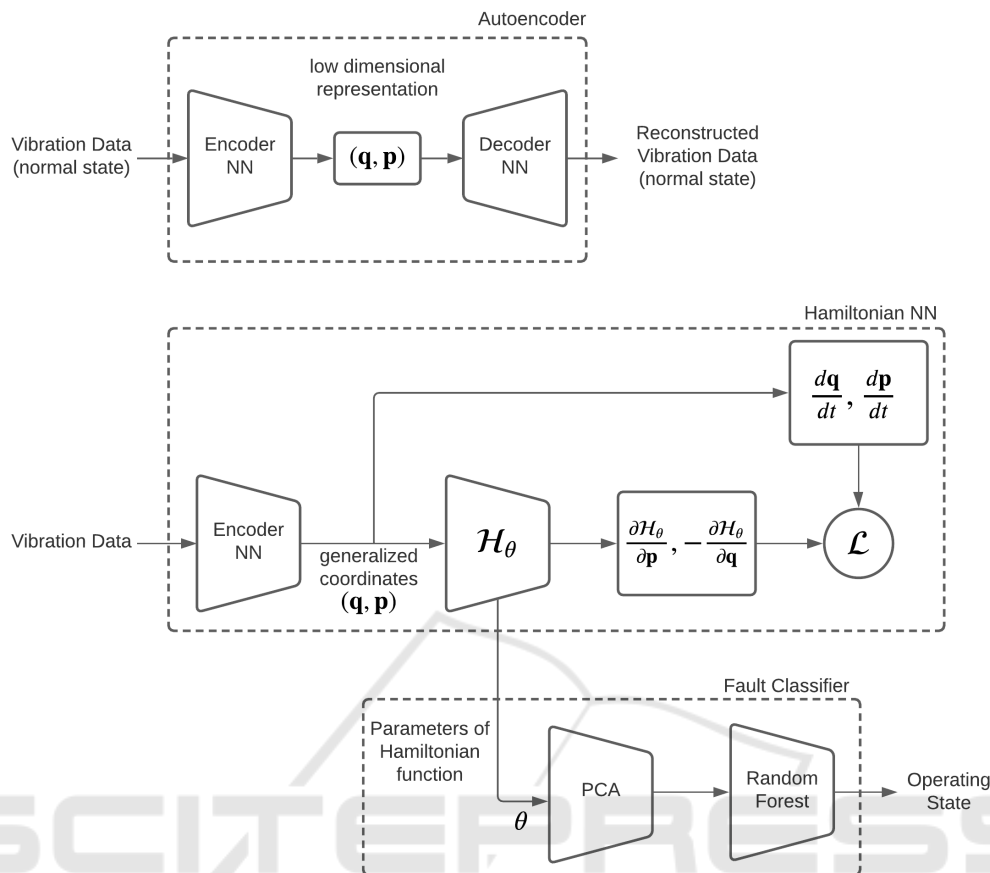 Autoencoder
low dimensional
representation
Vibration Data
(normal state)
Encoder
NN
(q, p)
Decoder
NN
Reconstructed
Vibration Data
(normal state)
Hamiltonian NN
dq/dt, dp/dt
Vibration Data
Encoder
NN
generalized
coordinates
(q, p)
ℋθ
∂ℋθ/∂p, −∂ℋθ/∂q
ℒ
Fault Classifier
Parameters of
Hamiltonian
function
θ
PCA
Random
Forest
Operating
State
SCITEPRESS